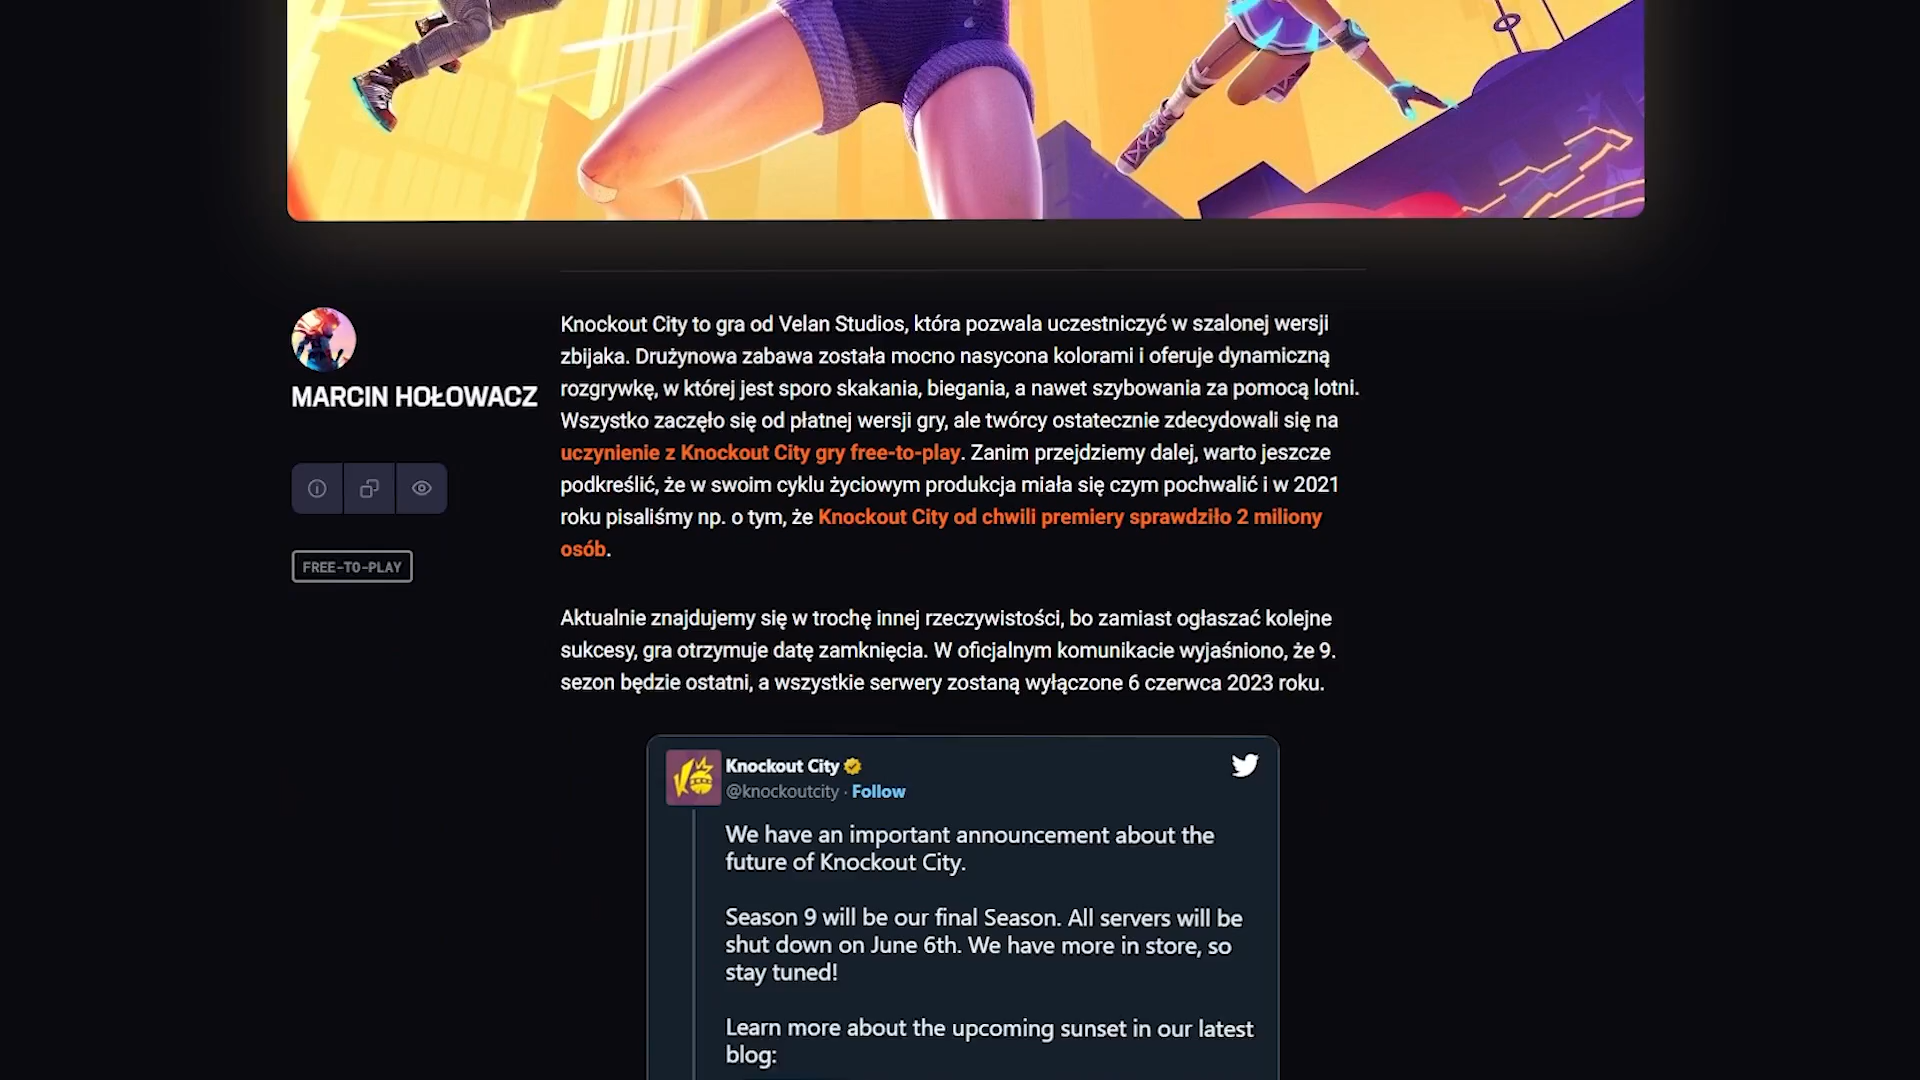 MARCIN HOŁOWACZ
FREE-TO-PLAY
Knockout City to gra od Velan Studios, która pozwala uczestniczyć w szalonej wersji
zbijaka. Drużynowa zabawa została mocno nasycona kolorami i oferuje dynamiczną
rozgrywkę, w której jest sporo skakania, biegania, a nawet szybowania za pomocą lotni.
Wszystko zaczęło się od płatnej wersji gry, ale twórcy ostatecznie zdecydowali się na
uczynienie z Knockout City gry free-to-play. Zanim przejdziemy dalej, warto jeszcze
podkreślić, że w swoim cyklu życiowym produkcja miała się czym pochwalić i w 2021
roku pisaliśmy np. o tym, że Knockout City od chwili premiery sprawdziło 2 miliony
osób.
Aktualnie znajdujemy się w trochę innej rzeczywistości, bo zamiast ogłaszać kolejne
sukcesy, gra otrzymuje datę zamknięcia. W oficjalnym komunikacie wyjaśniono, że 9.
sezon będzie ostatni, a wszystkie serwery zostaną wyłączone 6 czerwca 2023 roku.
Knockout City
@knockoutcity · Follow
We have an important announcement about the
future of Knockout City.
Season 9 will be our final Season. All servers will be
shut down on June 6th. We have more in store, so
stay tuned!
Learn more about the upcoming sunset in our latest
blog: